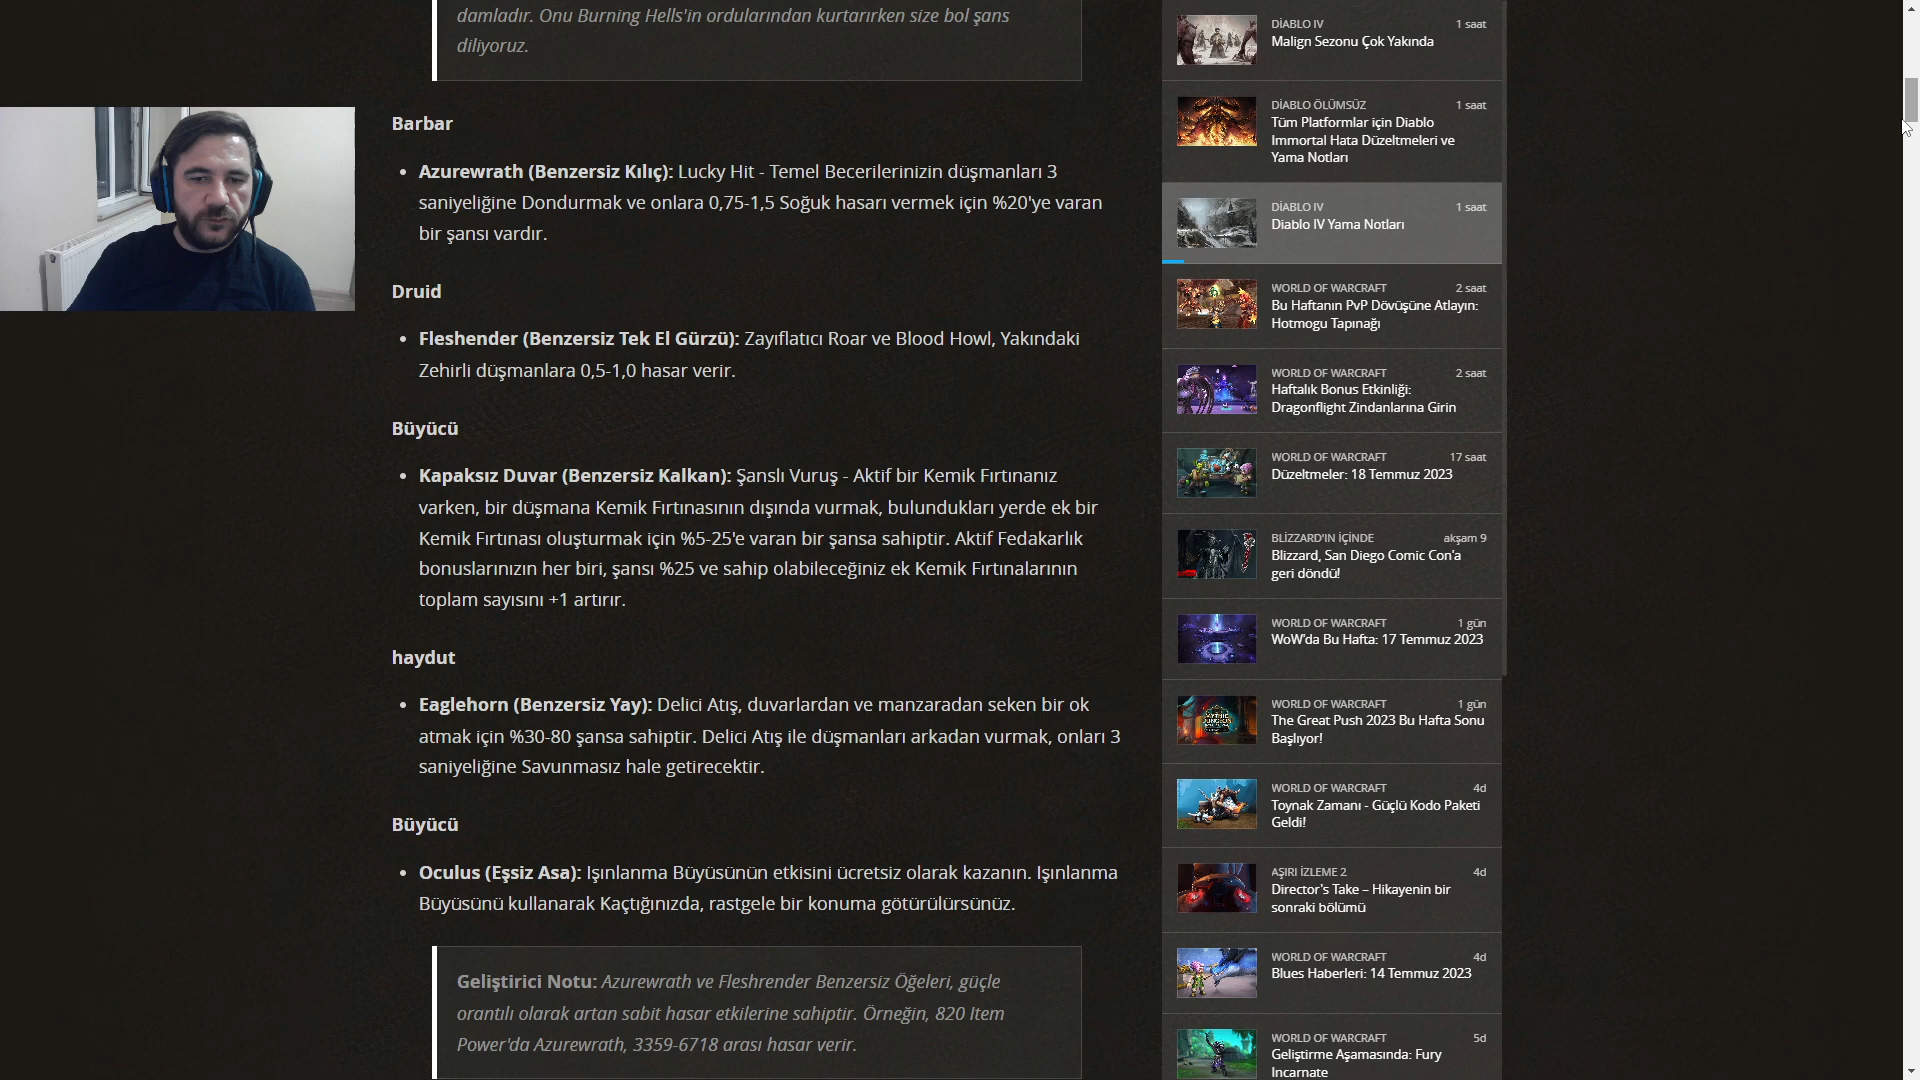 damladır. Onu Burning Hells'in ordularından kurtarırken size bol şans
diliyoruz.
Barbar
Azurewrath (Benzersiz Kılıç): Lucky Hit - Temel Becerilerinizin düşmanları 3
saniyeliğine Dondurmak ve onlara 0,75-1,5 Soğuk hasarı vermek için %20'ye varan
bir şansı vardır.
Druid
Fleshender (Benzersiz Tek El Gürzü): Zayıflatıcı Roar ve Blood Howl, Yakındaki
Zehirli düşmanlara 0,5-1,0 hasar verir.
Büyücü
Kapaksız Duvar (Benzersiz Kalkan): Şanslı Vuruş - Aktif bir Kemik Fırtınanız
varken, bir düşmana Kemik Fırtınasının dışında vurmak, bulundukları yerde ek bir
Kemik Fırtınası oluşturmak için %5-25'e varan bir şansa sahiptir. Aktif Fedakarlık
bonuslarınızın her biri, şansı %25 ve sahip olabileceğiniz ek Kemik Fırtınalarının
toplam sayısını +1 artırır.
haydut
Eaglehorn (Benzersiz Yay): Delici Atış, duvarlardan ve manzaradan seken bir ok
atmak için %30-80 şansa sahiptir. Delici Atış ile düşmanları arkadan vurmak, onları 3
saniyeliğine Savunmasız hale getirecektir.
Büyücü
Oculus (Eşsiz Asa): Işınlanma Büyüsünün etkisini ücretsiz olarak kazanın. Işınlanma
Büyüsünü kullanarak Kaçtığınızda, rastgele bir konuma götürülürsünüz.
Geliştirici Notu: Azurewrath ve Fleshrender Benzersiz Öğeleri, güçle
orantılı olarak artan sabit hasar etkilerine sahiptir. Örneğin, 820 Item
Power'da Azurewrath, 3359-6718 arası hasar verir.
DİABLO IV 1 saat
Malign Sezonu Çok Yakında
DİABLO ÖLÜMSÜZ 1 saat
Tüm Platformlar için Diablo
Immortal Hata Düzeltmeleri ve
Yama Notları
DİABLO IV 1 saat
Diablo IV Yama Notları
WORLD OF WARCRAFT 2 saat
Bu Haftanın PvP Dövüşüne Atlayın:
Hotmogu Tapınağı
WORLD OF WARCRAFT 2 saat
Haftalık Bonus Etkinliği:
Dragonflight Zindanlarına Girin
WORLD OF WARCRAFT 17 saat
Düzeltmeler: 18 Temmuz 2023
BLİZZARD'IN İÇİNDE akşam 9
Blizzard, San Diego Comic Con'a
geri döndü!
WORLD OF WARCRAFT 1 gün
WoW'da Bu Hafta: 17 Temmuz 2023
WORLD OF WARCRAFT 1 gün
The Great Push 2023 Bu Hafta Sonu
Başlıyor!
WORLD OF WARCRAFT 4d
Toynak Zamanı - Güçlü Kodo Paketi
Geldi!
AŞIRI İZLEME 2 4d
Director's Take – Hikayenin bir
sonraki bölümü
WORLD OF WARCRAFT 4d
Blues Haberleri: 14 Temmuz 2023
WORLD OF WARCRAFT 5d
Geliştirme Aşamasında: Fury
Incarnate